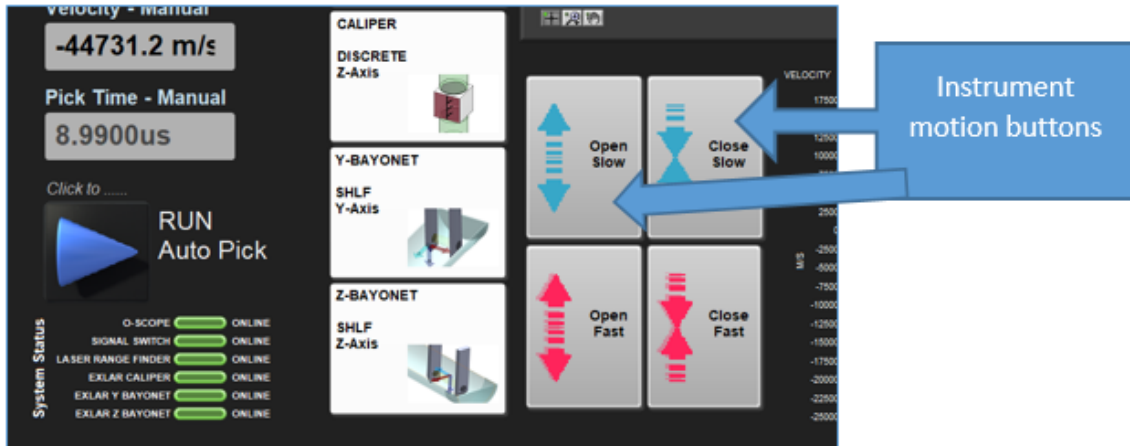 Velocity - Manual
-44731.2 m/s
Pick Time - Manual
8.9900us
Click to ......
RUN
Auto Pick
System Status
O-SCOPE ONLINE
SIGNAL SWITCH ONLINE
LASER RANGE FINDER ONLINE
EXLAR CALIPER ONLINE
EXLAR Y BAYONET ONLINE
EXLAR Z BAYONET ONLINE
CALIPER
DISCRETE
Z-Axis
Y-BAYONET
SHLF
Y-Axis
Z-BAYONET
SHLF
Z-Axis
Open
Slow
Close
Slow
Open
Fast
Close
Fast
VELOCITY
17500
12500
10000
2500
0
-2500
-5000
-7500
-10000
-12500
-15000
-17500
-20000
-22500
-25000
M/S
Instrument
motion buttons